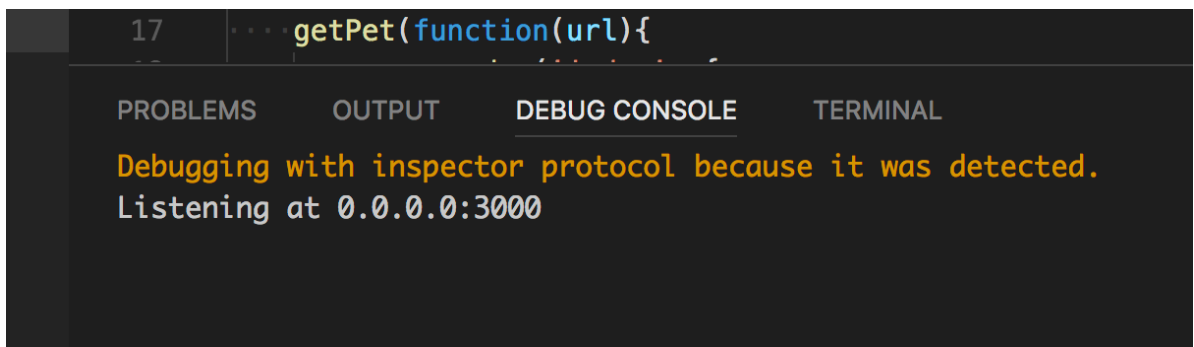 17 ····getPet(function(url){
PROBLEMS OUTPUT DEBUG CONSOLE TERMINAL
Debugging with inspector protocol because it was detected.
Listening at 0.0.0.0:3000